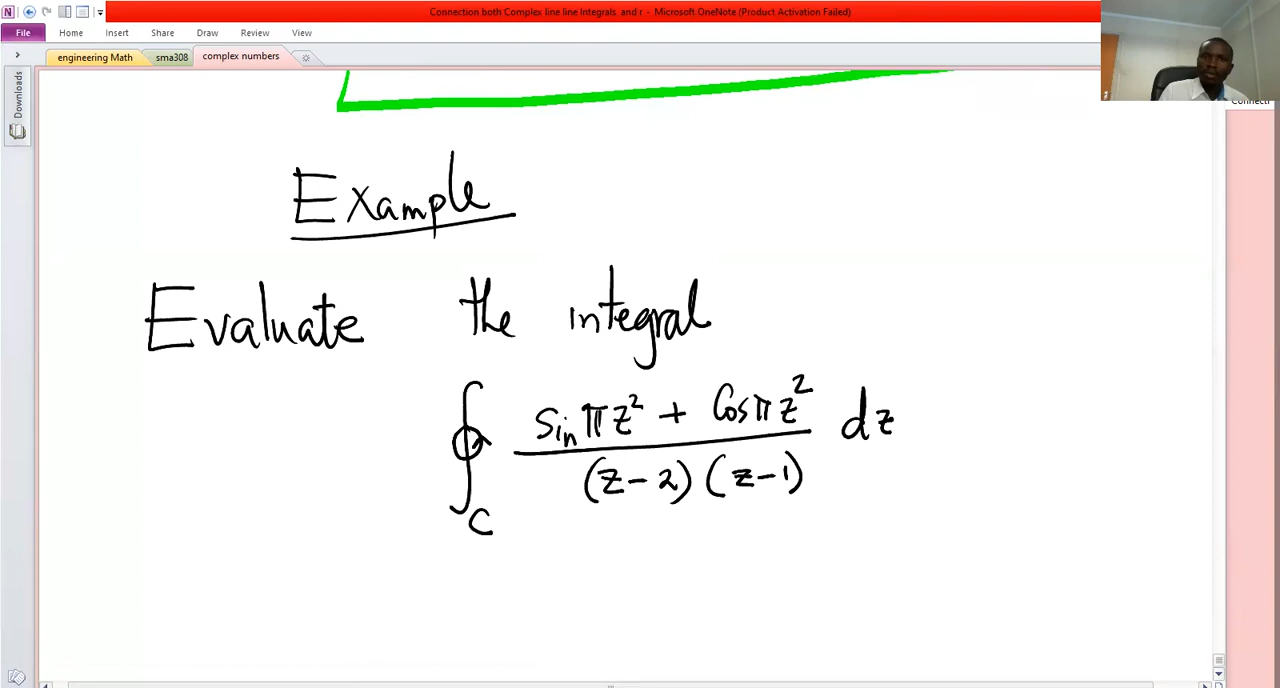 Connection both Complex line line Integrals and r - Microsoft OneNote (Product Activation Failed)
File Home Insert Share Draw Review View
engineering Math sma308 complex numbers
Downloads
Connecti
Example
Evaluate the integral
∮_C (Sin πz² + Cos πz²) / ((z-2)(z-1)) dz